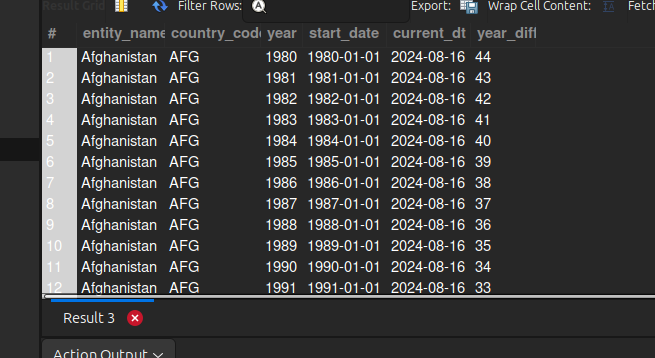 Result Grid Filter Rows: A Export: Wrap Cell Content: Fetch
# entity_name country_code year start_date current_dt year_diff
1 Afghanistan AFG 1980 1980-01-01 2024-08-16 44
2 Afghanistan AFG 1981 1981-01-01 2024-08-16 43
3 Afghanistan AFG 1982 1982-01-01 2024-08-16 42
4 Afghanistan AFG 1983 1983-01-01 2024-08-16 41
5 Afghanistan AFG 1984 1984-01-01 2024-08-16 40
6 Afghanistan AFG 1985 1985-01-01 2024-08-16 39
7 Afghanistan AFG 1986 1986-01-01 2024-08-16 38
8 Afghanistan AFG 1987 1987-01-01 2024-08-16 37
9 Afghanistan AFG 1988 1988-01-01 2024-08-16 36
10 Afghanistan AFG 1989 1989-01-01 2024-08-16 35
11 Afghanistan AFG 1990 1990-01-01 2024-08-16 34
12 Afghanistan AFG 1991 1991-01-01 2024-08-16 33
Result 3
Action Output